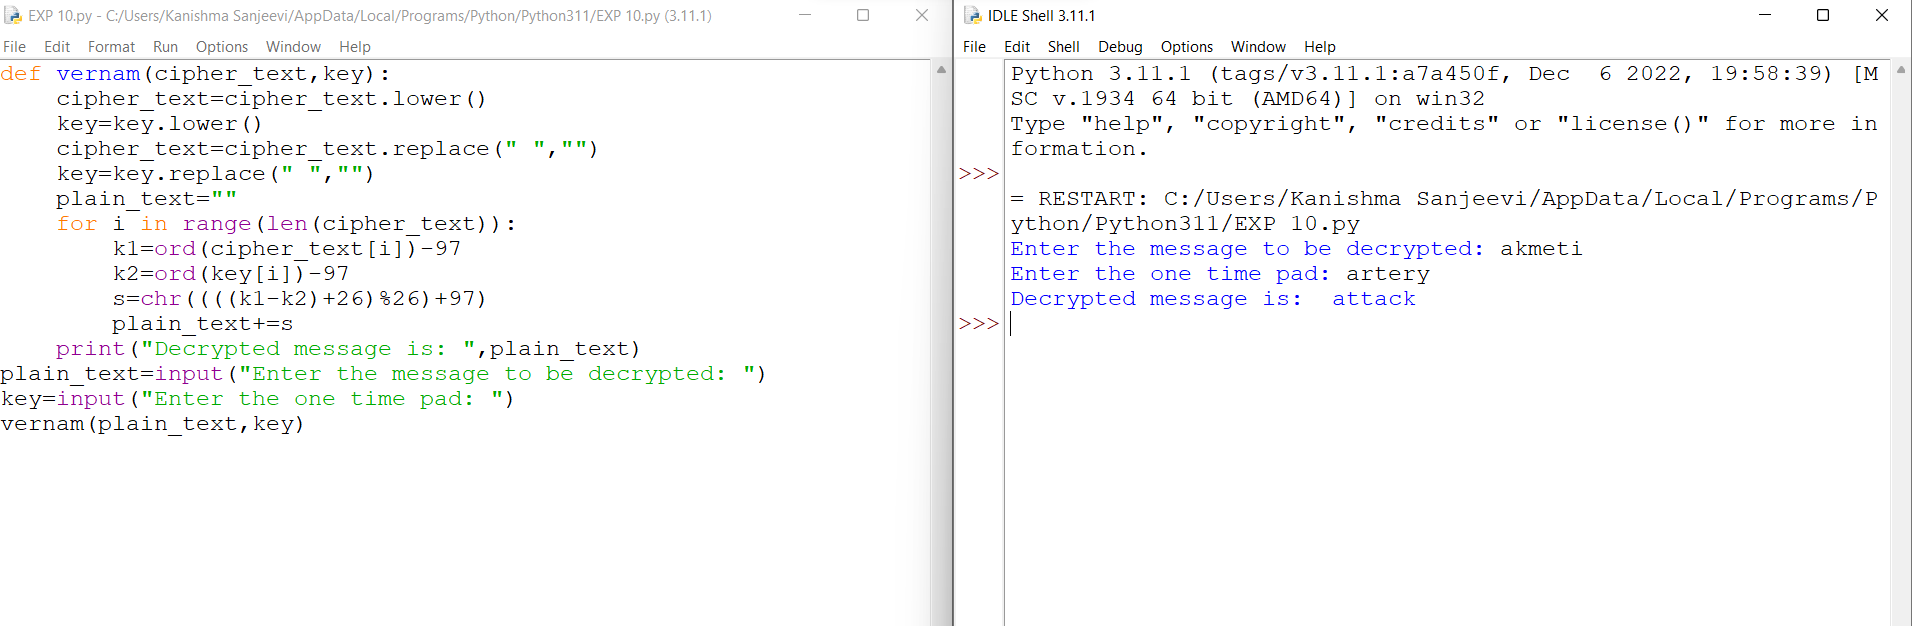 EXP 10.py - C:/Users/Kanishma Sanjeevi/AppData/Local/Programs/Python/Python311/EXP 10.py (3.11.1)
File Edit Format Run Options Window Help
def vernam(cipher_text,key):
    cipher_text=cipher_text.lower()
    key=key.lower()
    cipher_text=cipher_text.replace(" ","")
    key=key.replace(" ","")
    plain_text=""
    for i in range(len(cipher_text)):
        k1=ord(cipher_text[i])-97
        k2=ord(key[i])-97
        s=chr((((k1-k2)+26)%26)+97)
        plain_text+=s
    print("Decrypted message is: ",plain_text)
plain_text=input("Enter the message to be decrypted: ")
key=input("Enter the one time pad: ")
vernam(plain_text,key)
IDLE Shell 3.11.1
File Edit Shell Debug Options Window Help
Python 3.11.1 (tags/v3.11.1:a7a450f, Dec  6 2022, 19:58:39) [M
SC v.1934 64 bit (AMD64)] on win32
Type "help", "copyright", "credits" or "license()" for more in
formation.
>>>
= RESTART: C:/Users/Kanishma Sanjeevi/AppData/Local/Programs/P
ython/Python311/EXP 10.py
Enter the message to be decrypted: akmeti
Enter the one time pad: artery
Decrypted message is:  attack
>>>